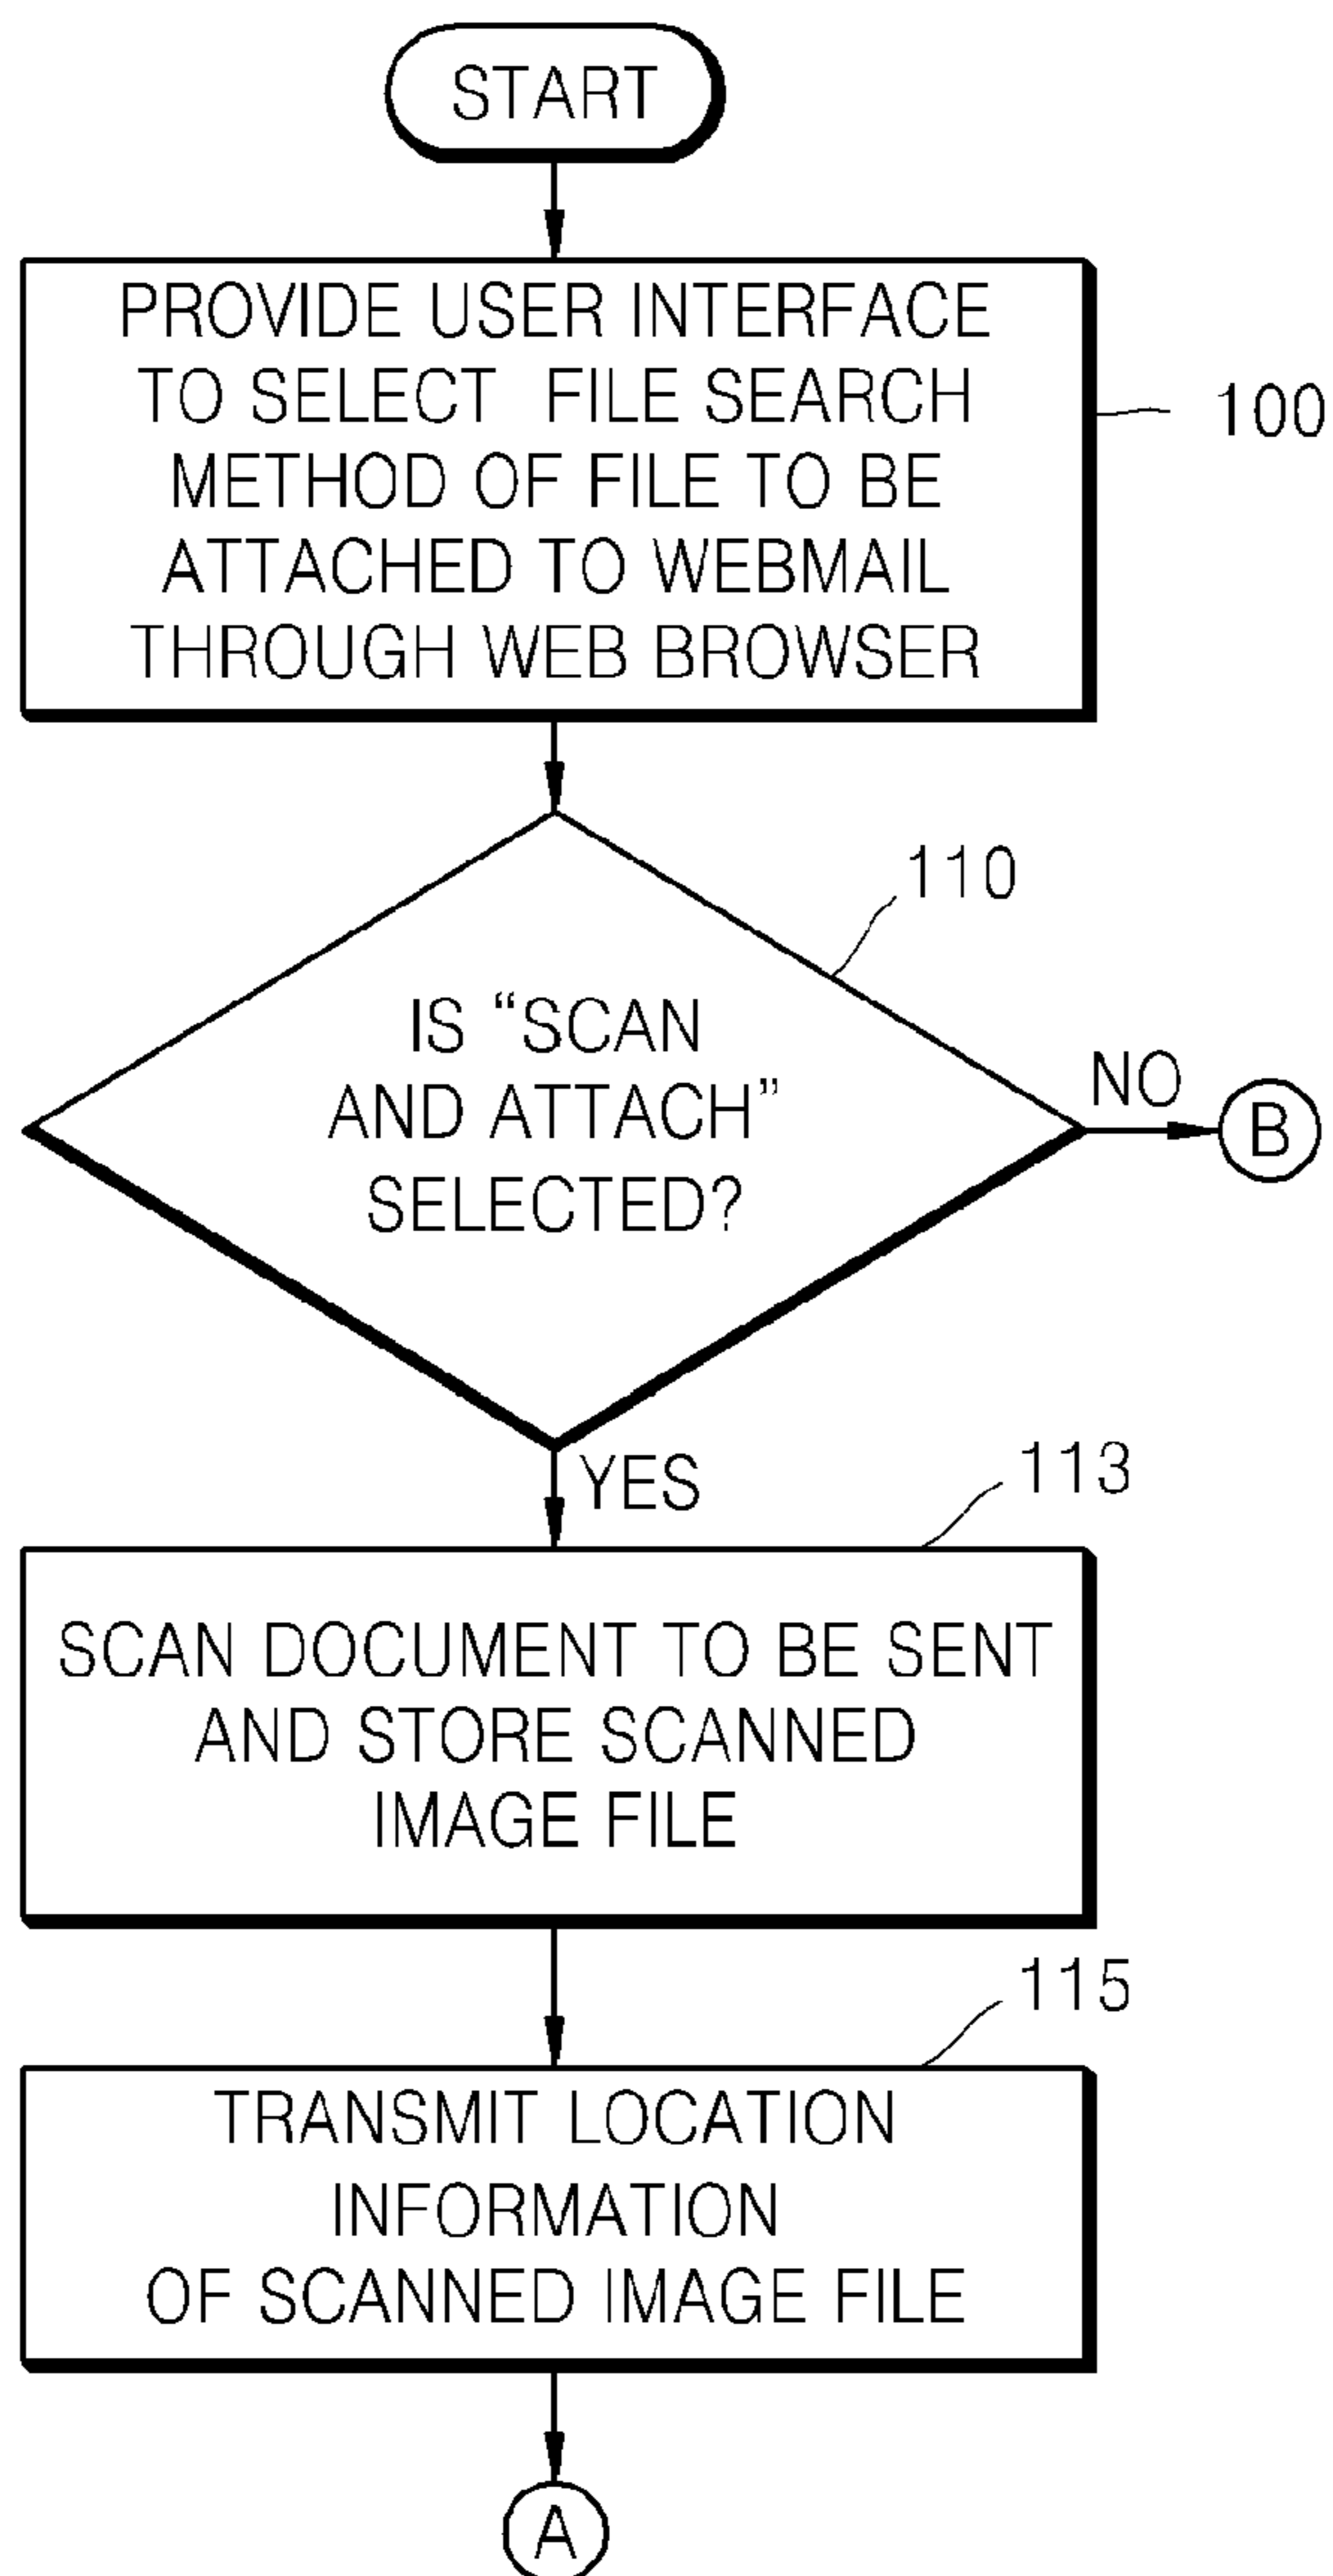 START
PROVIDE USER INTERFACE
TO SELECT FILE SEARCH
METHOD OF FILE TO BE
ATTACHED TO WEBMAIL
THROUGH WEB BROWSER
100
110
IS “SCAN
AND ATTACH”
SELECTED?
NO
B
YES
113
SCAN DOCUMENT TO BE SENT
AND STORE SCANNED
IMAGE FILE
115
TRANSMIT LOCATION
INFORMATION
OF SCANNED IMAGE FILE
A